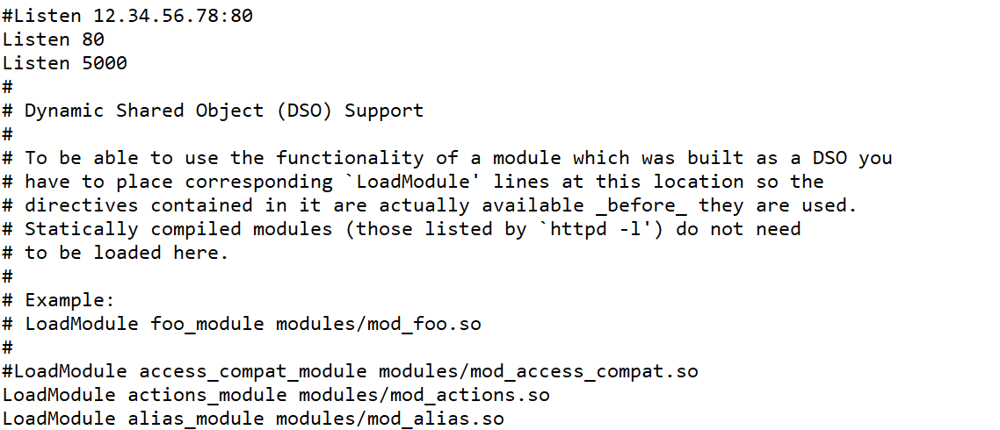 #Listen 12.34.56.78:80
Listen 80
Listen 5000
#
# Dynamic Shared Object (DSO) Support
#
# To be able to use the functionality of a module which was built as a DSO you
# have to place corresponding `LoadModule' lines at this location so the
# directives contained in it are actually available _before_ they are used.
# Statically compiled modules (those listed by `httpd -l') do not need
# to be loaded here.
#
# Example:
# LoadModule foo_module modules/mod_foo.so
#
#LoadModule access_compat_module modules/mod_access_compat.so
LoadModule actions_module modules/mod_actions.so
LoadModule alias_module modules/mod_alias.so